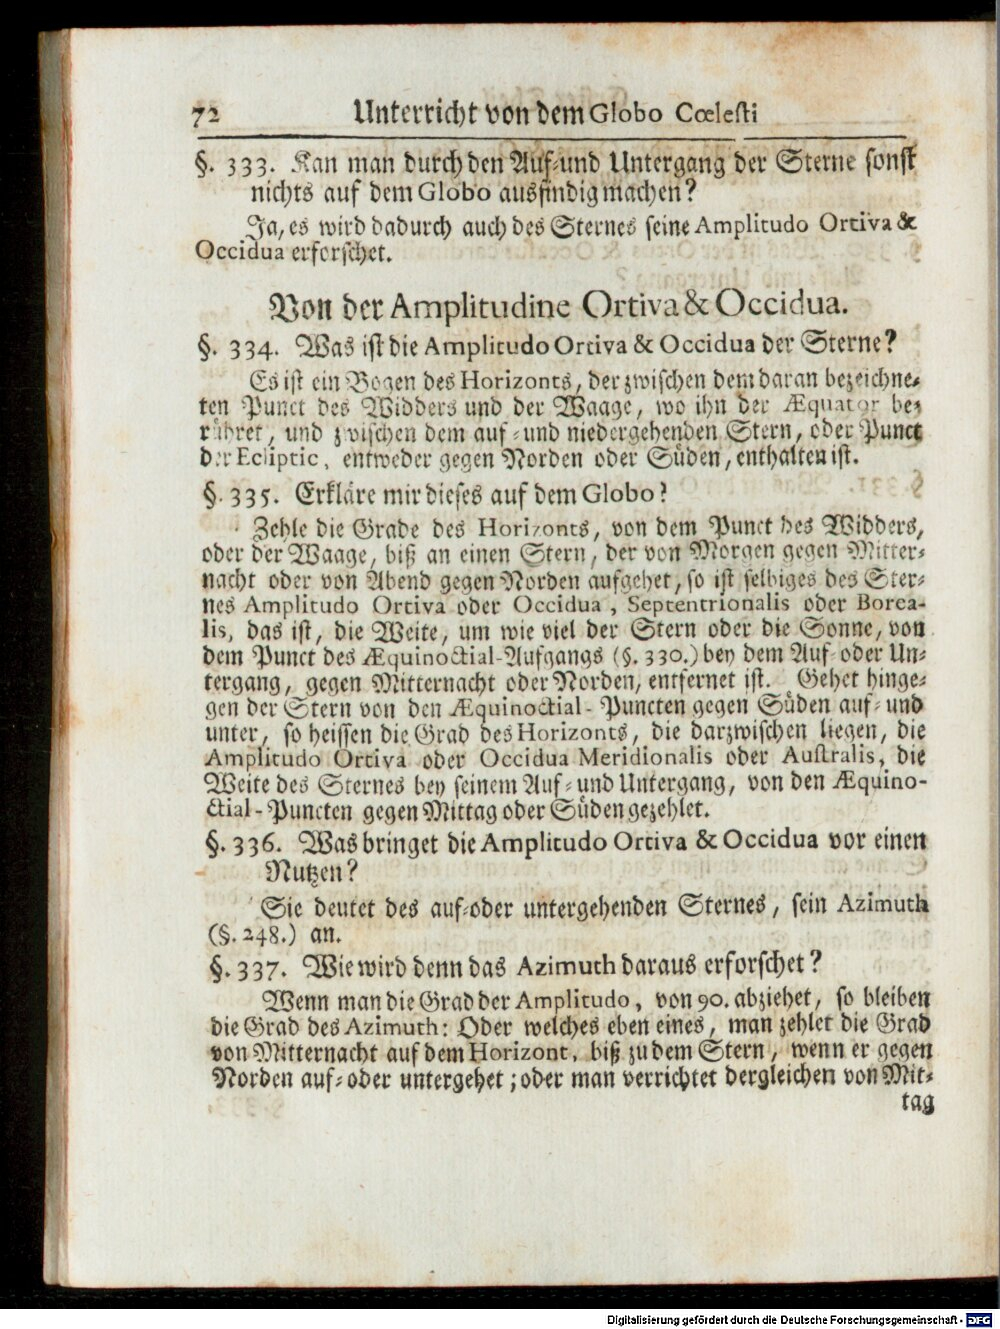 72 Unterricht von dem Globo Cœlesti
§. 333. Kan man durch den Auf-und Untergang der Sterne sonst
nichts auf dem Globo ausfindig machen?
Ja, es wird dadurch auch des Sternes seine Amplitudo Ortiva &
Occidua erforschet.
Von der Amplitudine Ortiva & Occidua.
§. 334. Was ist die Amplitudo Ortiva & Occidua der Sterne?
Es ist ein Bogen des Horizonts, der zwischen dem daran bezeichne-
ten Punct des Widders und der Waage, wo ihn der Æquator be-
rühret, und zwischen dem auf- und niedergehenden Stern, oder Punct
der Ecliptic, entweder gegen Norden oder Süden, enthalten ist.
§. 335. Erkläre mir dieses auf dem Globo?
Zehle die Grade des Horizonts, von dem Punct des Widders,
oder der Waage, biß an einen Stern, der von Morgen gegen Mitter-
nacht oder von Abend gegen Norden aufgehet, so ist selbiges des Ster-
nes Amplitudo Ortiva oder Occidua, Septentrionalis oder Borea-
lis, das ist, die Weite, um wie viel der Stern oder die Sonne, von
dem Punct des Æquinoctial-Aufgangs (§. 330.) bey dem Auf- oder Un-
tergang, gegen Mitternacht oder Norden, entfernet ist. Gehet hinge-
gen der Stern von den Æquinoctial- Puncten gegen Süden auf- und
unter, so heissen die Grad des Horizonts, die darzwischen liegen, die
Amplitudo Ortiva oder Occidua Meridionalis oder Australis, die
Weite des Sternes bey seinem Auf- und Untergang, von den Æquino-
ctial-Puncten gegen Mittag oder Süden gezehlet.
§. 336. Was bringet die Amplitudo Ortiva & Occidua vor einen
Nutzen?
Sie deutet des auf-oder untergehenden Sternes, sein Azimuth
(§. 248.) an.
§. 337. Wie wird denn das Azimuth daraus erforschet?
Wenn man die Grad der Amplitudo, von 90. abziehet, so bleiben
die Grad des Azimuth: Oder welches eben eines, man zehlet die Grad
von Mitternacht auf dem Horizont, biß zu dem Stern, wenn er gegen
Norden auf- oder untergehet; oder man verrichtet dergleichen von Mit-
tag
Digitalisierung gefördert durch die Deutsche Forschungsgemeinschaft - DFG